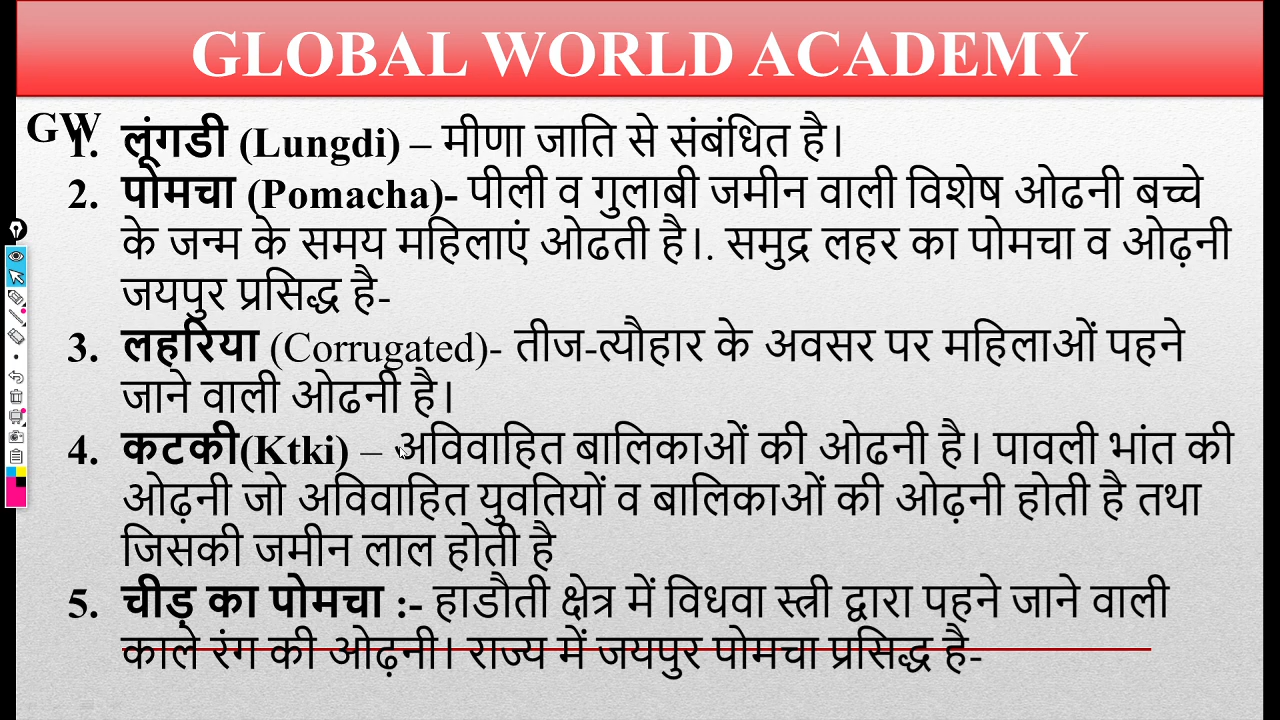 GLOBAL WORLD ACADEMY
GW
1. लूंगडी (Lungdi) – मीणा जाति से संबंधित है।
2. पोमचा (Pomacha)- पीली व गुलाबी जमीन वाली विशेष ओढनी बच्चे
के जन्म के समय महिलाएं ओढती है।. समुद्र लहर का पोमचा व ओढ़नी
जयपुर प्रसिद्ध है-
3. लहरिया (Corrugated)- तीज-त्यौहार के अवसर पर महिलाओं पहने
जाने वाली ओढनी है।
4. कटकी(Ktki) – अविवाहित बालिकाओं की ओढनी है। पावली भांत की
ओढ़नी जो अविवाहित युवतियों व बालिकाओं की ओढ़नी होती है तथा
जिसकी जमीन लाल होती है
5. चीड़ का पोमचा :- हाडौती क्षेत्र में विधवा स्त्री द्वारा पहने जाने वाली
काले रंग की ओढ़नी। राज्य में जयपुर पोमचा प्रसिद्ध है-